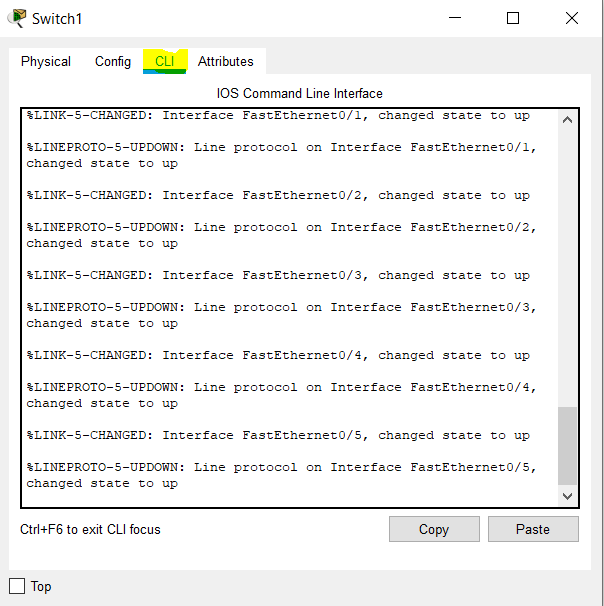 Switch1
Physical Config CLI Attributes
IOS Command Line Interface
%LINK-5-CHANGED: Interface FastEthernet0/1, changed state to up
%LINEPROTO-5-UPDOWN: Line protocol on Interface FastEthernet0/1,
changed state to up
%LINK-5-CHANGED: Interface FastEthernet0/2, changed state to up
%LINEPROTO-5-UPDOWN: Line protocol on Interface FastEthernet0/2,
changed state to up
%LINK-5-CHANGED: Interface FastEthernet0/3, changed state to up
%LINEPROTO-5-UPDOWN: Line protocol on Interface FastEthernet0/3,
changed state to up
%LINK-5-CHANGED: Interface FastEthernet0/4, changed state to up
%LINEPROTO-5-UPDOWN: Line protocol on Interface FastEthernet0/4,
changed state to up
%LINK-5-CHANGED: Interface FastEthernet0/5, changed state to up
%LINEPROTO-5-UPDOWN: Line protocol on Interface FastEthernet0/5,
changed state to up
Ctrl+F6 to exit CLI focus Copy Paste
Top